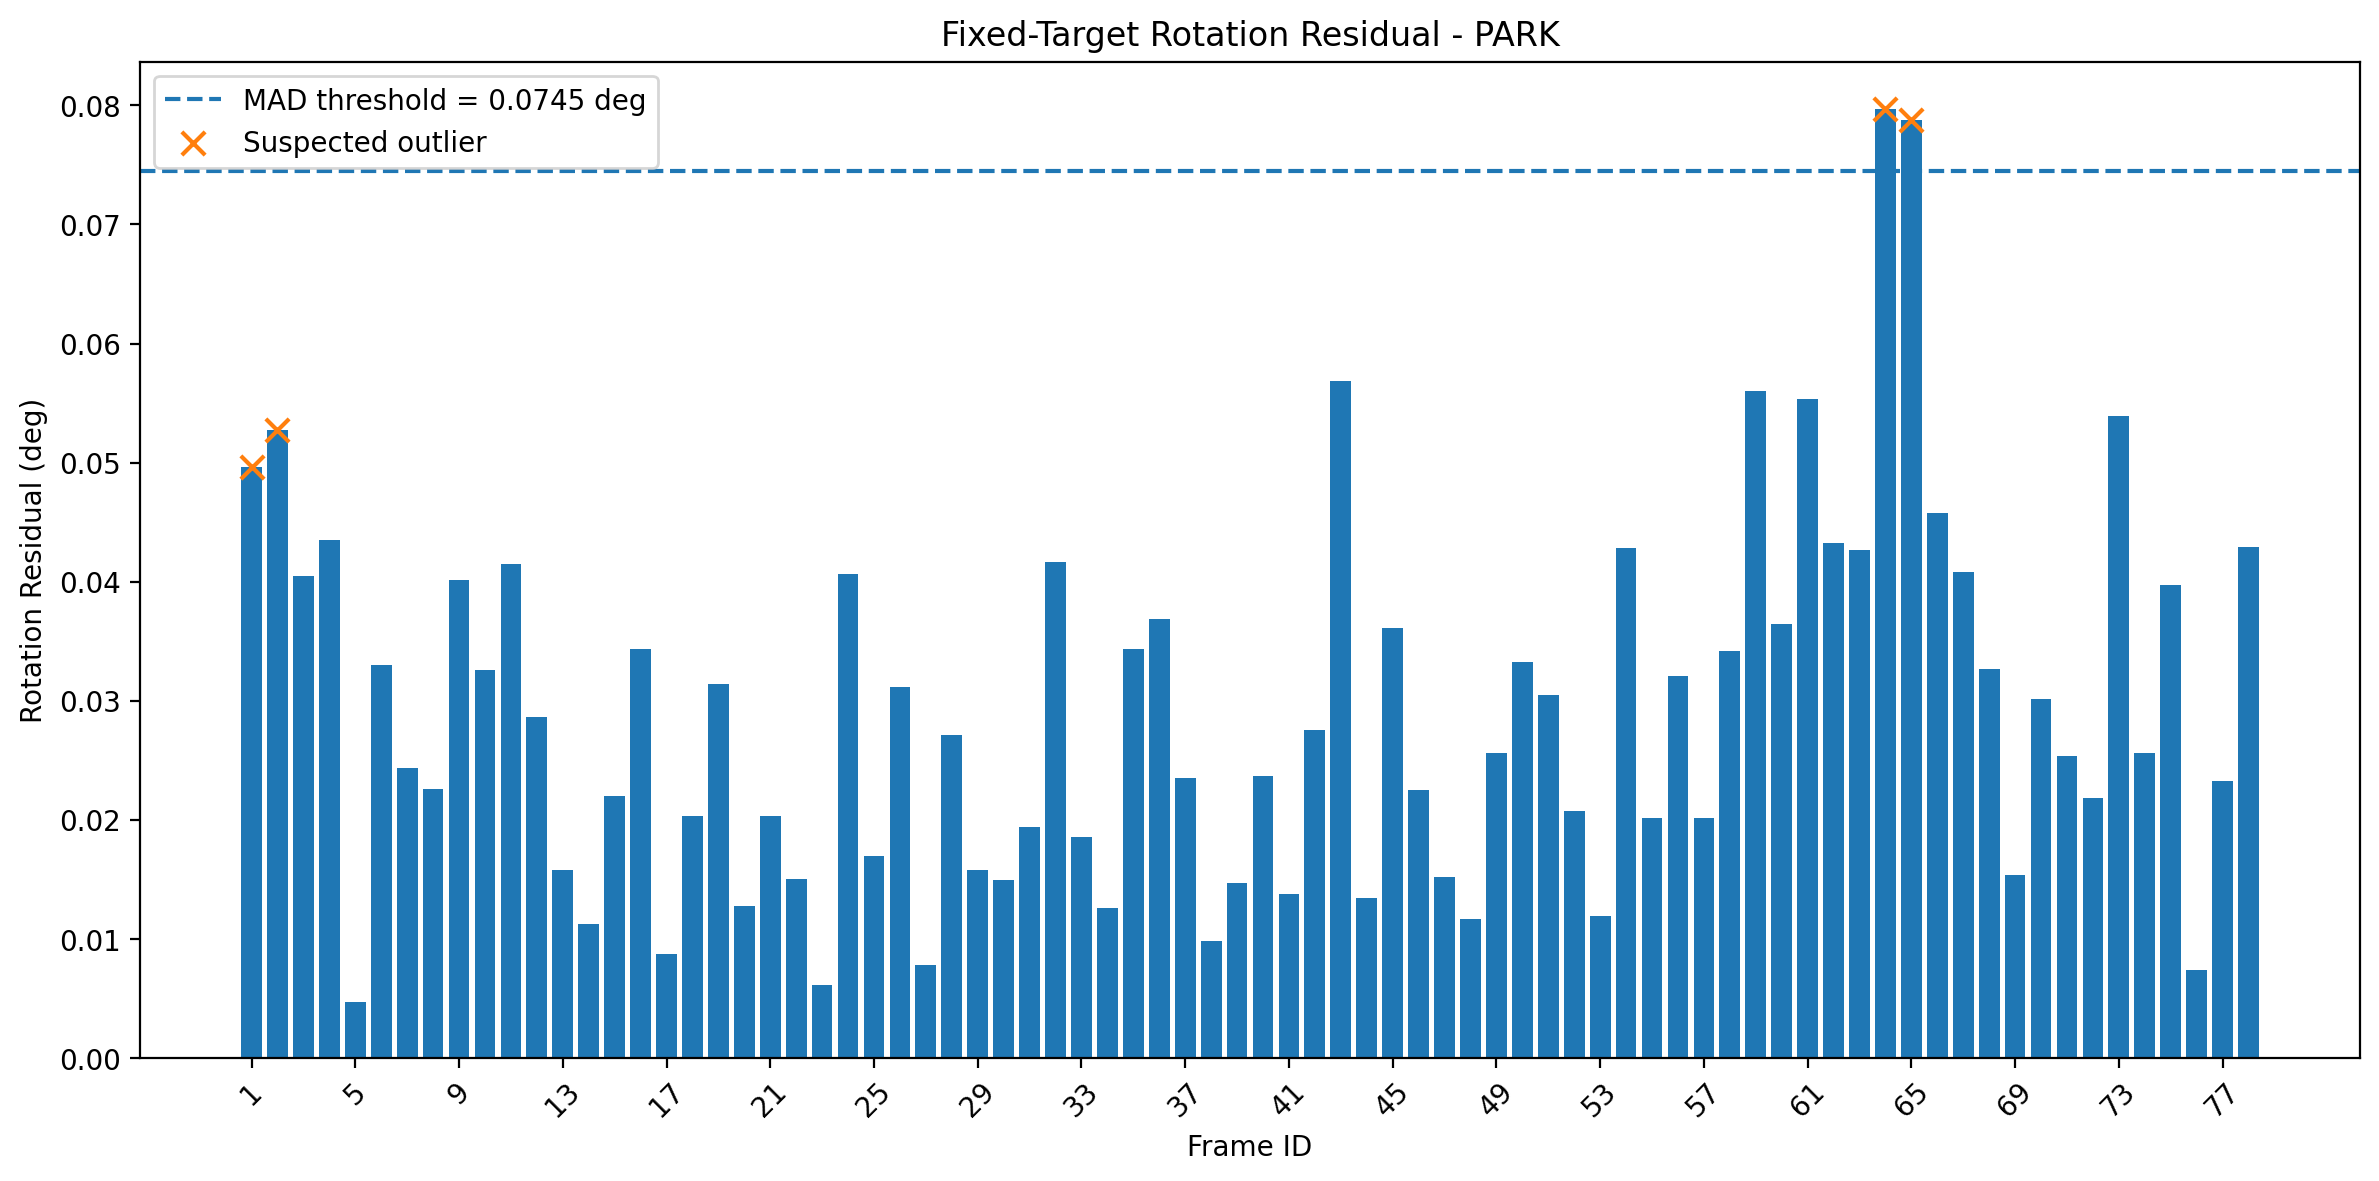 Fixed-Target Rotation Residual - PARK
MAD threshold = 0.0745 deg
Suspected outlier
Rotation Residual (deg)
0.08
0.07
0.06
0.05
0.04
0.03
0.02
0.01
0.00
1 5 9 13 17 21 25 29 33 37 41 45 49 53 57 61 65 69 73 77
Frame ID